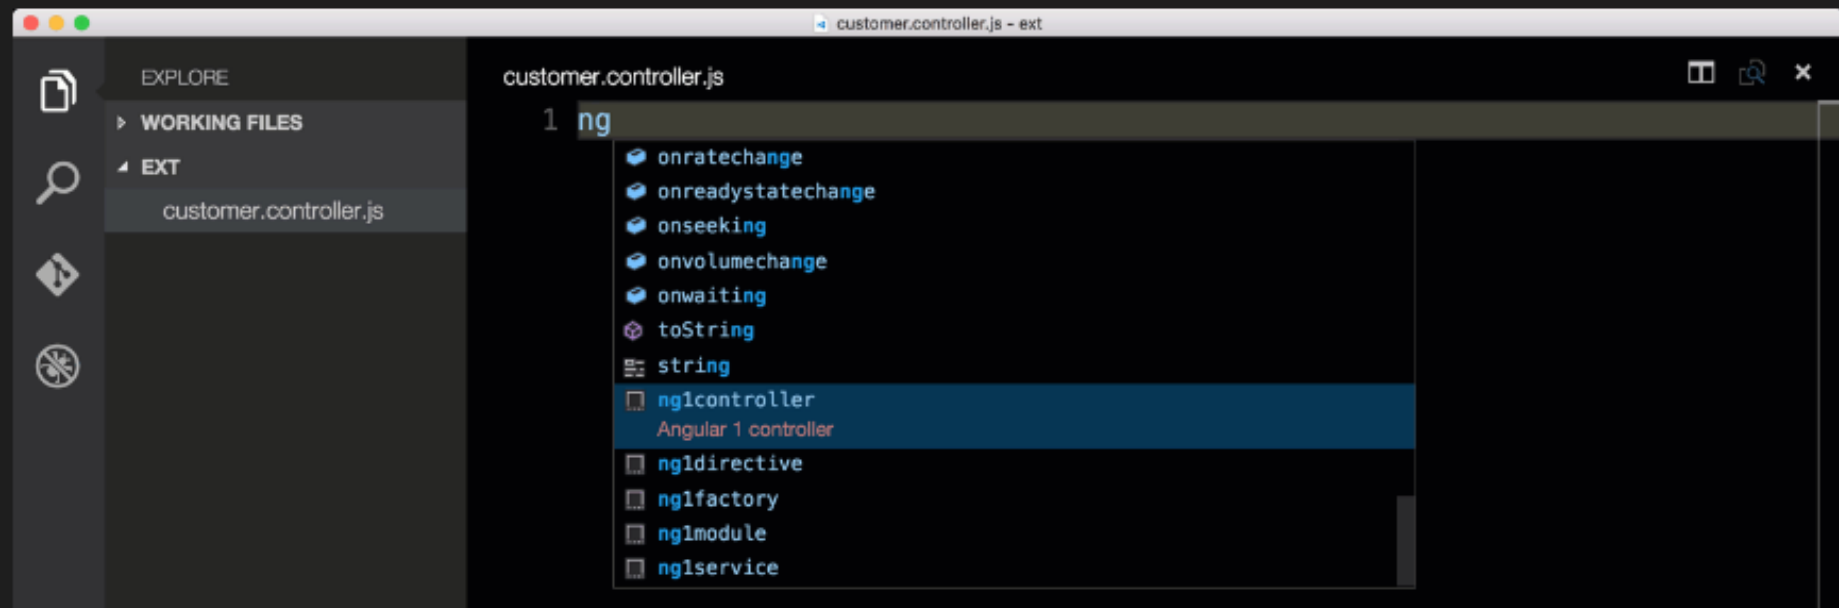 customer.controller.js - ext
EXPLORE
WORKING FILES
EXT
customer.controller.js
customer.controller.js
1 ng
onratechange
onreadystatechange
onseeking
onvolumechange
onwaiting
toString
string
ng1controller
Angular 1 controller
ng1directive
ng1factory
ng1module
ng1service